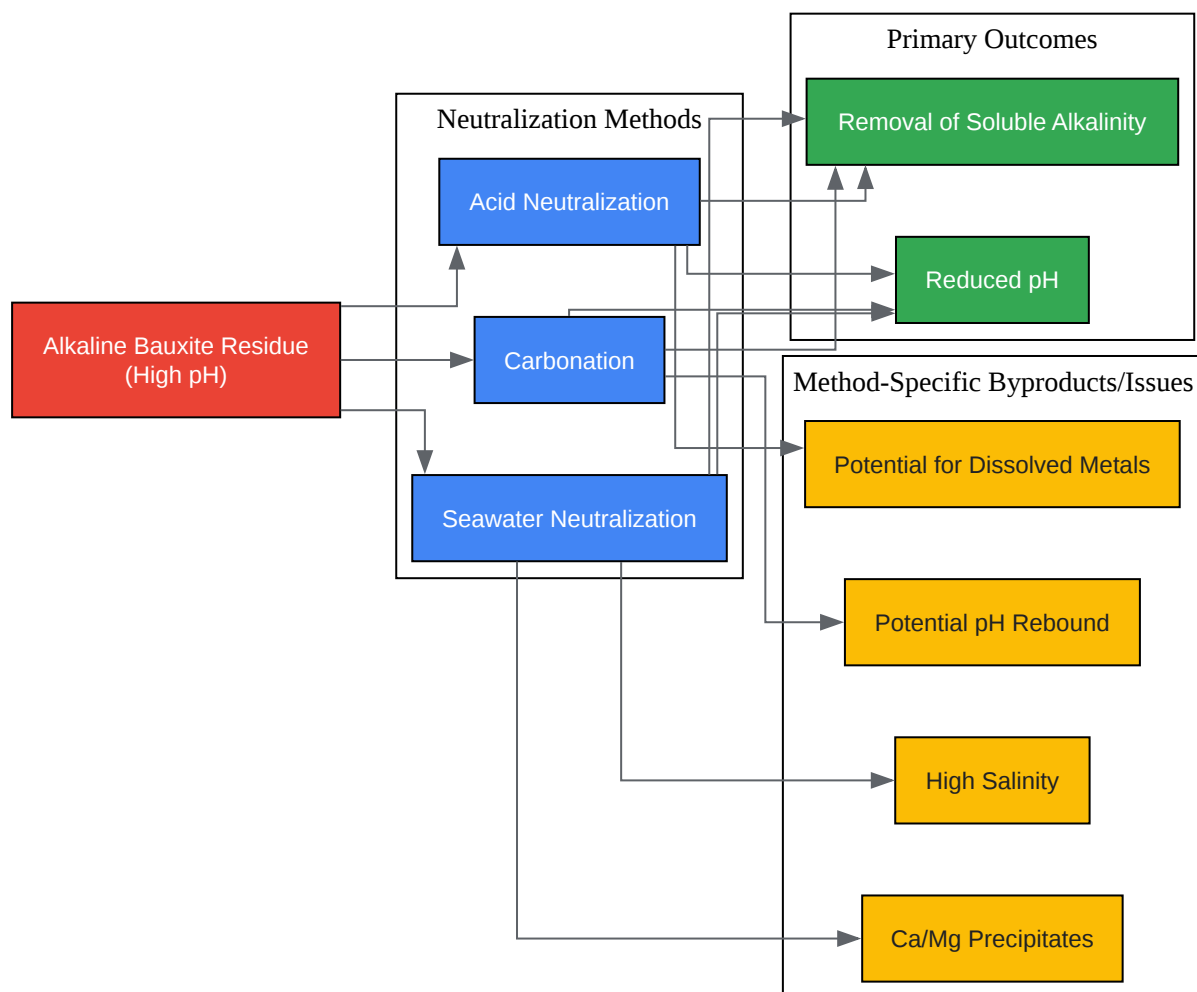 Alkaline Bauxite Residue
(High pH)
Neutralization Methods
Acid Neutralization
Carbonation
Seawater Neutralization
Primary Outcomes
Removal of Soluble Alkalinity
Reduced pH
Method-Specific Byproducts/Issues
Potential for Dissolved Metals
Potential pH Rebound
High Salinity
Ca/Mg Precipitates